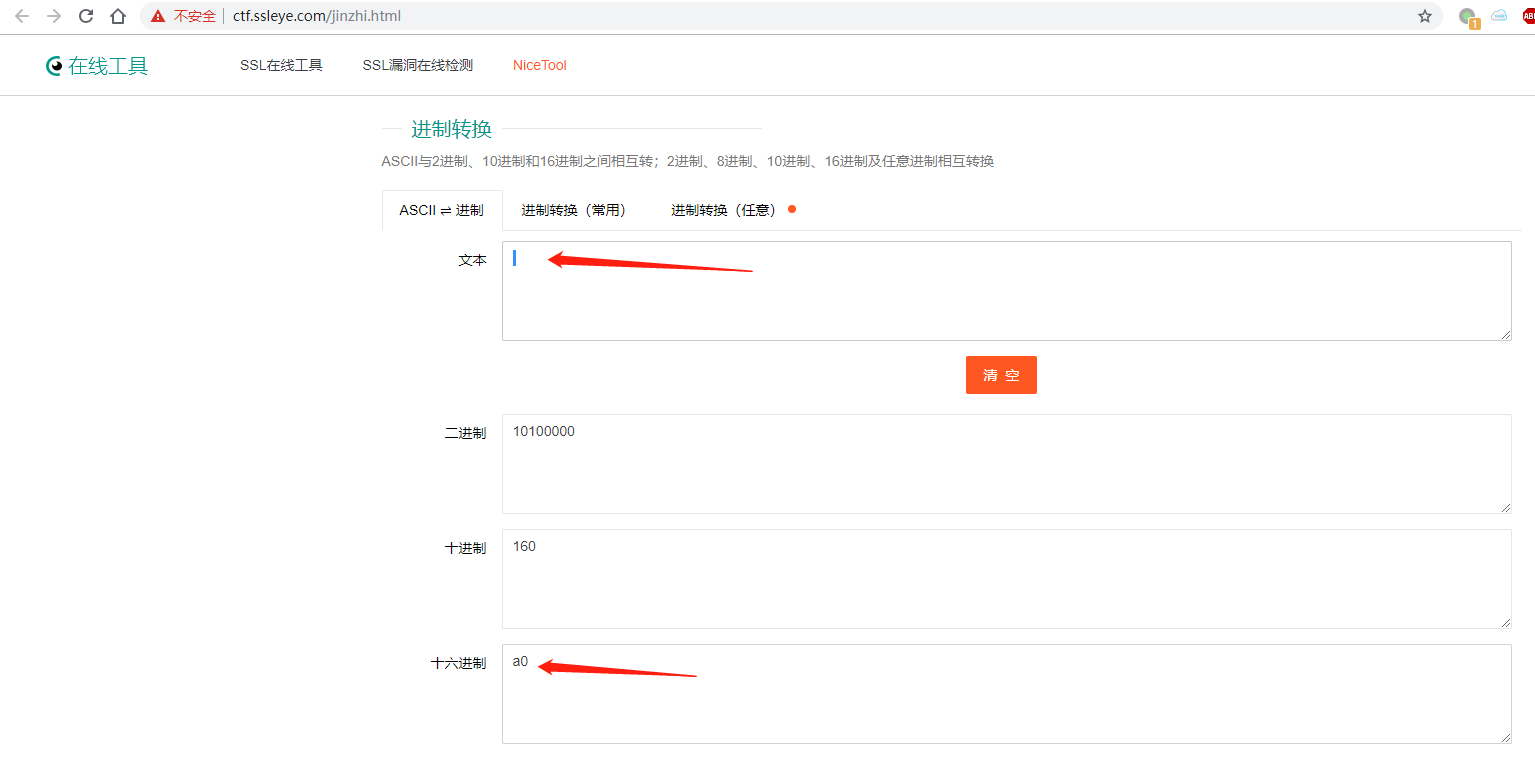 不安全 ctf.ssleye.com/jinzhi.html
1
ABP
在线工具 SSL在线工具 SSL漏洞在线检测 NiceTool
进制转换
ASCII与2进制、10进制和16进制之间相互转；2进制、8进制、10进制、16进制及任意进制相互转换
ASCII ⇌ 进制 进制转换（常用） 进制转换（任意）
文本
清 空
二进制 10100000
十进制 160
十六进制 a0